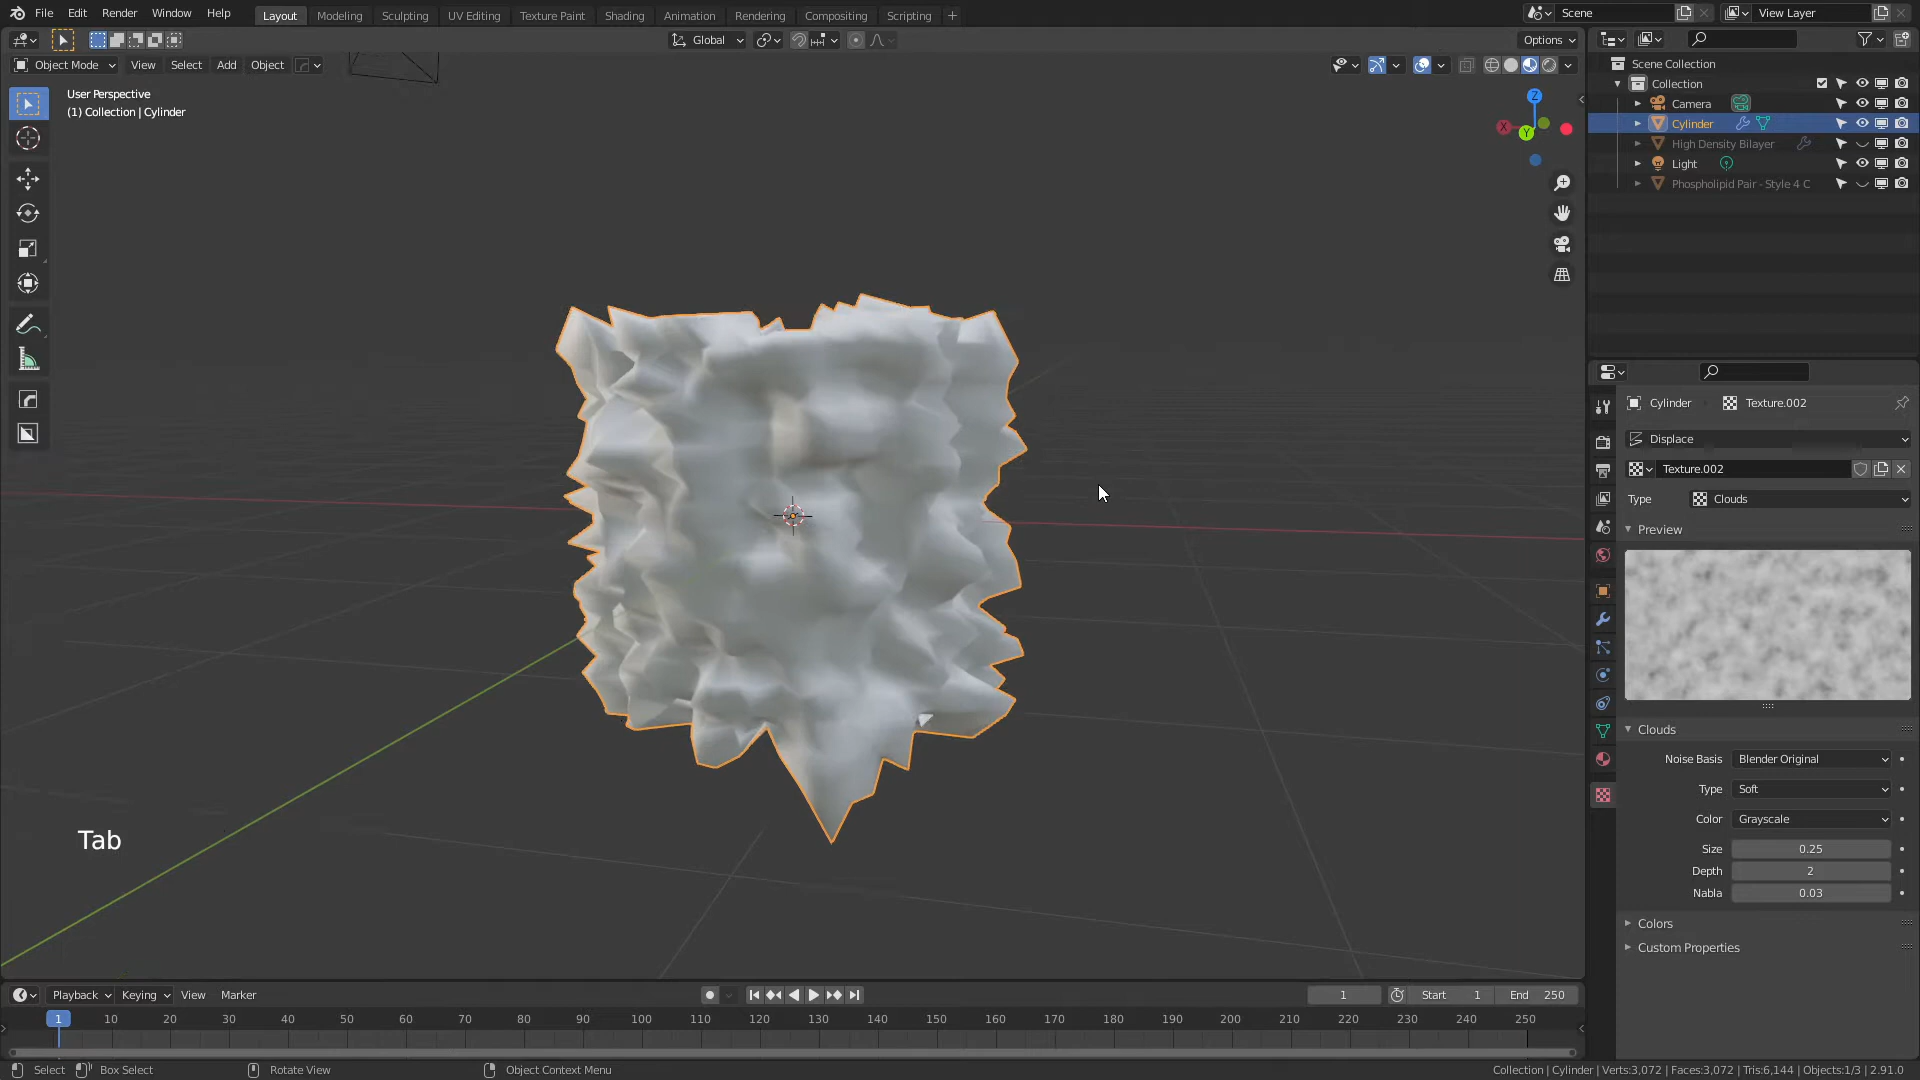 File Edit Render Window Help Layout Modeling Sculpting UV Editing Texture Paint Shading Animation Rendering Compositing Scripting + Scene View Layer
Global Options
Object Mode View Select Add Object
User Perspective
(1) Collection | Cylinder
Z
X
Y
Tab
Scene Collection
Collection
Camera
Cylinder
High Density Bilayer
Light
Phospholipid Pair - Style 4 C
Cylinder Texture.002
Displace
Texture.002
Type Clouds
Preview
Clouds
Noise Basis Blender Original
Type Soft
Color Grayscale
Size 0.25
Depth 2
Nabla 0.03
Colors
Custom Properties
Playback Keying View Marker 1 Start 1 End 250
1 10 20 30 40 50 60 70 80 90 100 110 120 130 140 150 160 170 180 190 200 210 220 230 240 250
Select Box Select Rotate View Object Context Menu Collection | Cylinder | Verts:3,072 | Faces:3,072 | Tris:6,144 | Objects:1/3 | 2.91.0